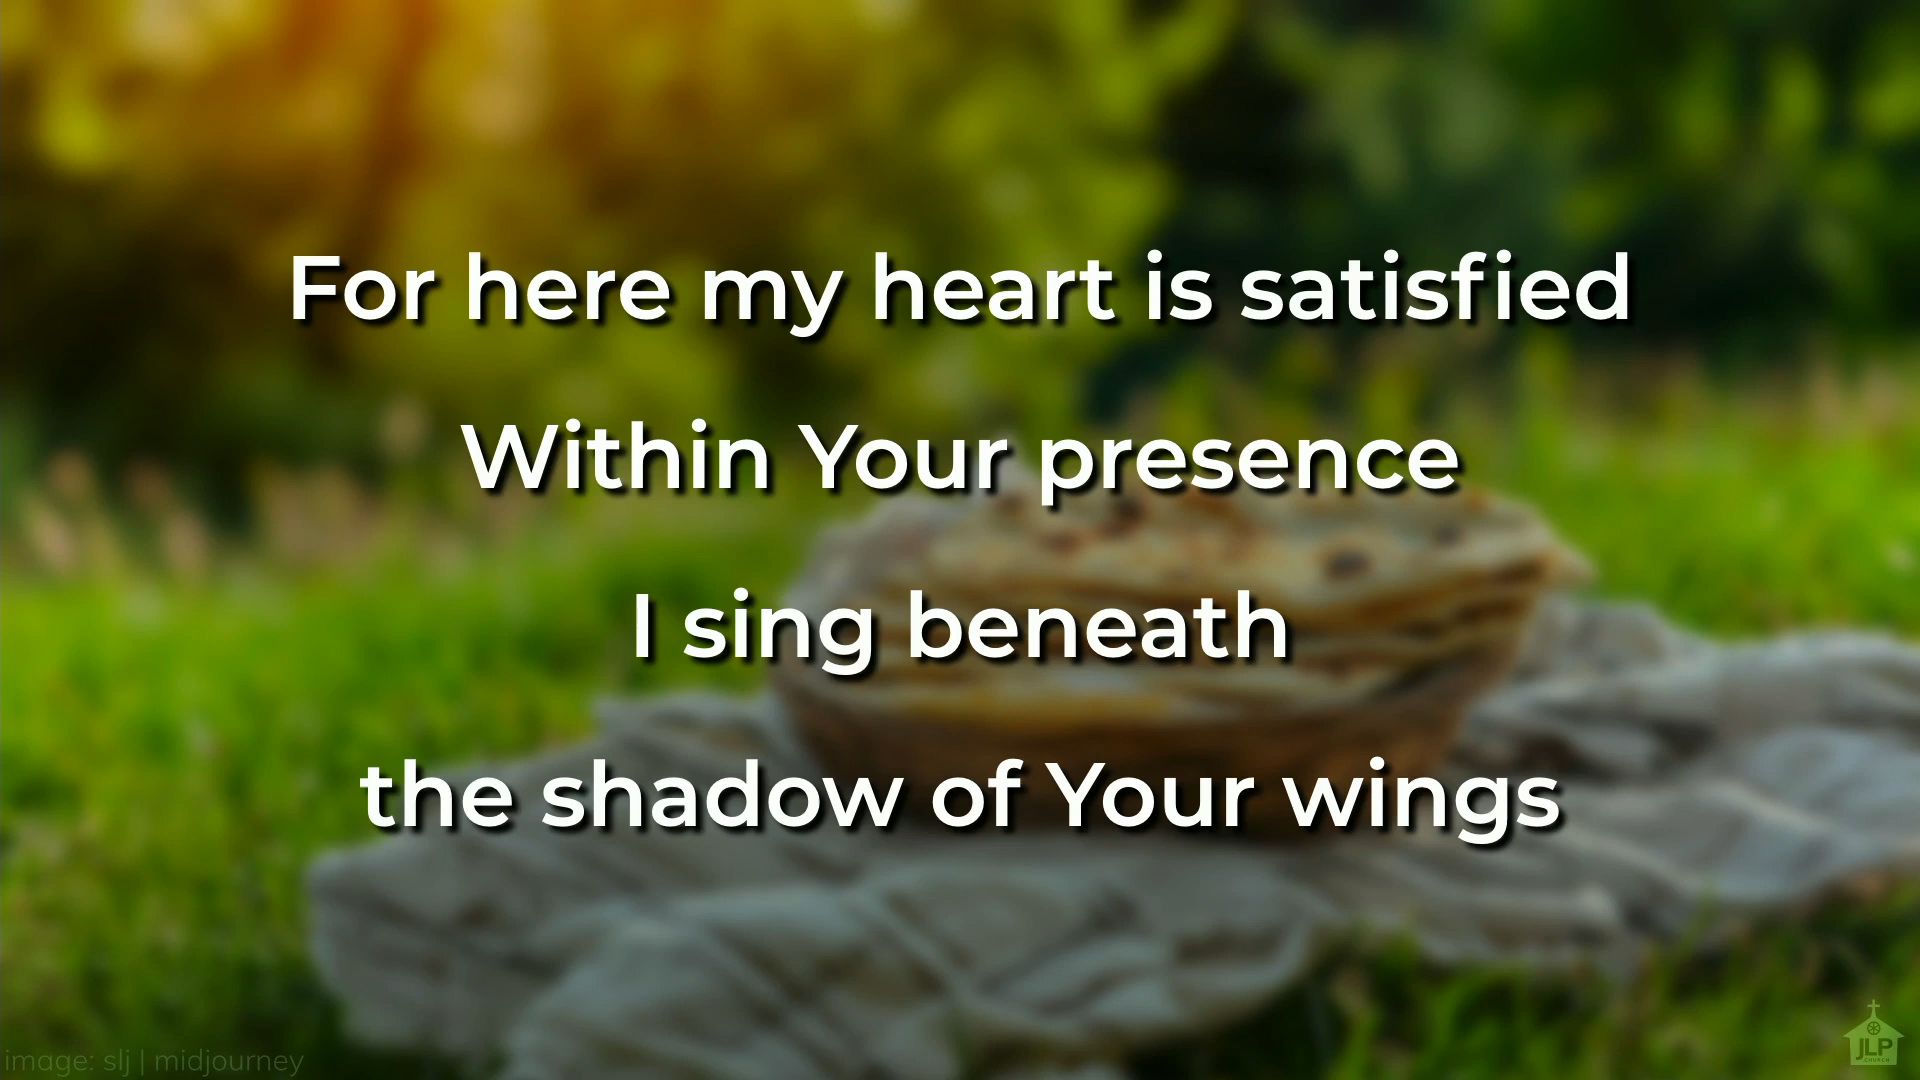 For here my heart is satisfied
Within Your presence
I sing beneath
the shadow of Your wings
image: slj | midjourney
JLP
CHURCH